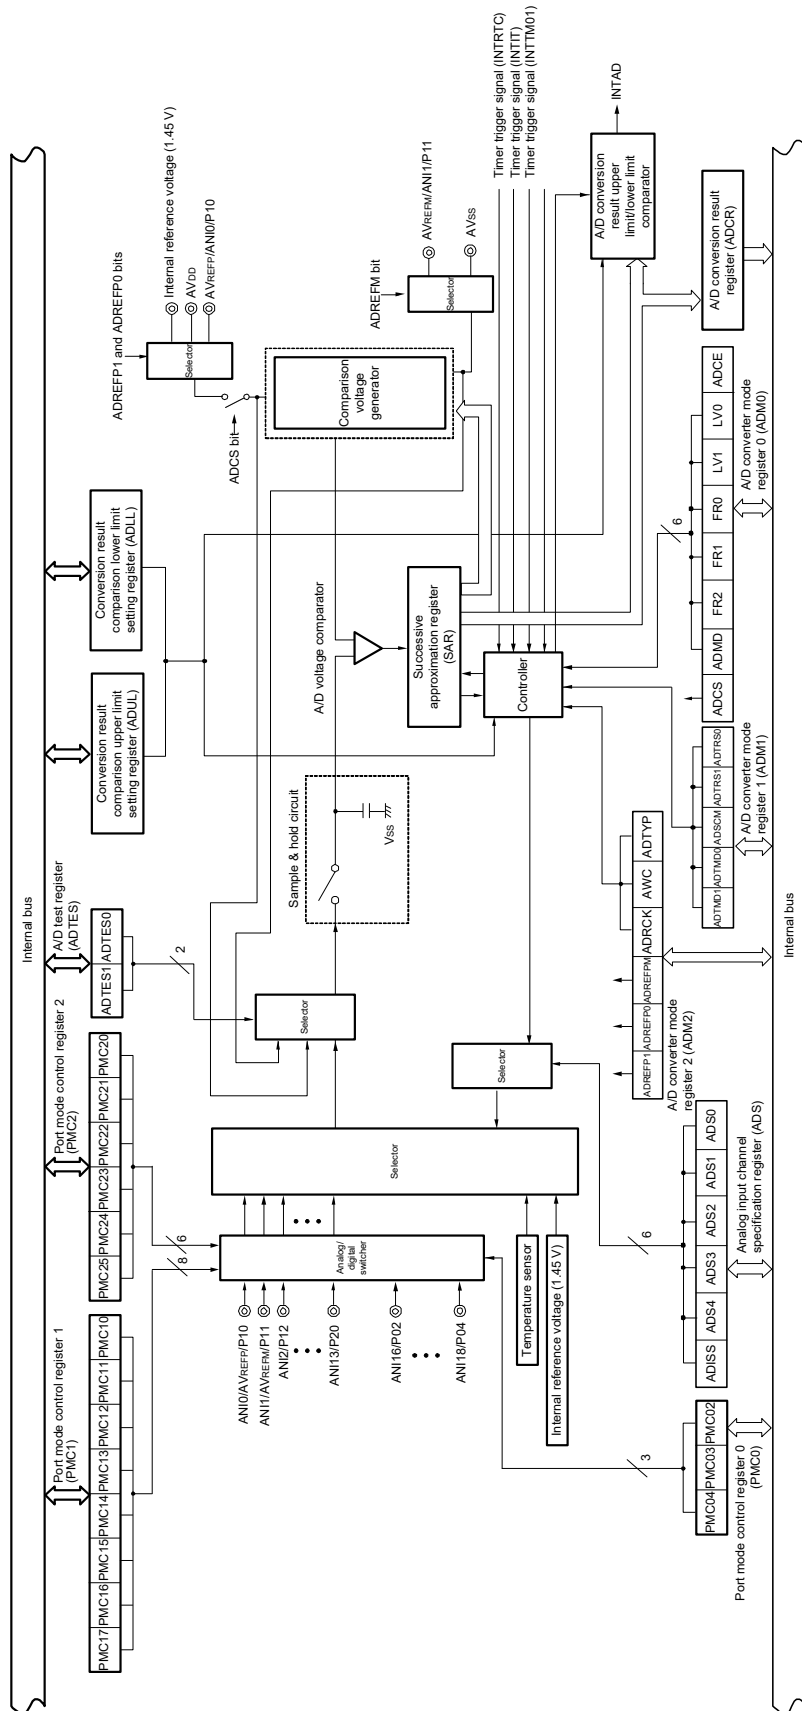 Internal bus
Port mode control register 1
(PMC1)
PMC17
PMC16
PMC15
PMC14
PMC13
PMC12
PMC11
PMC10
Port mode control register 2
(PMC2)
PMC25
PMC24
PMC23
PMC22
PMC21
PMC20
A/D test register
(ADTES)
ADTES1
ADTES0
Conversion result
comparison upper limit
setting register (ADUL)
Conversion result
comparison lower limit
setting register (ADLL)
ADREFP1 and ADREFP0 bits
Internal reference voltage (1.45 V)
AVDD
AVREFP/ANI0/P10
Selector
ADCS bit
8
6
2
Comparison
voltage
generator
ADREFM bit
Selector
AVREFM/ANI1/P11
AVSS
A/D voltage comparator
Sample & hold circuit
VSS
Selector
Successive
approximation register
(SAR)
Timer trigger signal (INTRTC)
Timer trigger signal (INTIT)
Timer trigger signal (INTTM01)
Controller
A/D conversion
result upper
limit/lower limit
comparator
INTAD
A/D conversion result
register (ADCR)
ANI0/AVREFP/P10
ANI1/AVREFM/P11
ANI2/P12
ANI13/P20
ANI16/P02
ANI18/P04
Analog/
digital
switcher
Selector
Selector
Temperature sensor
Internal reference voltage (1.45 V)
3
6
6
PMC04
PMC03
PMC02
Port mode control register 0
(PMC0)
ADISS
ADS4
ADS3
ADS2
ADS1
ADS0
Analog input channel
specification register (ADS)
ADREFP1
ADREFP0
ADREFPM
ADRCK
AWC
ADTYP
A/D converter mode
register 2 (ADM2)
ADTMD1
ADTMD0
ADSCM
ADTRS1
ADTRS0
A/D converter mode
register 1 (ADM1)
ADCS
ADMD
FR2
FR1
FR0
LV1
LV0
ADCE
A/D converter mode
register 0 (ADM0)
Internal bus